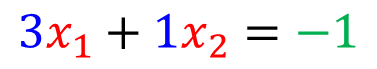 3x₁ + 1x₂ = −1